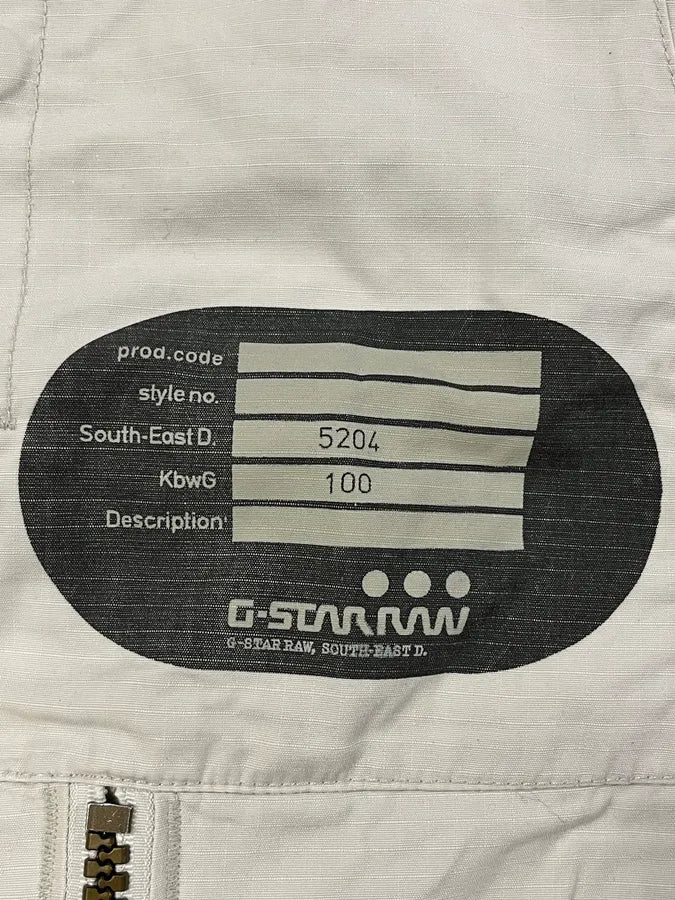 prod.code
style no.
South-East D. 5204
KbwG 100
Description
G-STAR RAW
G-STAR RAW, SOUTH-EAST D.